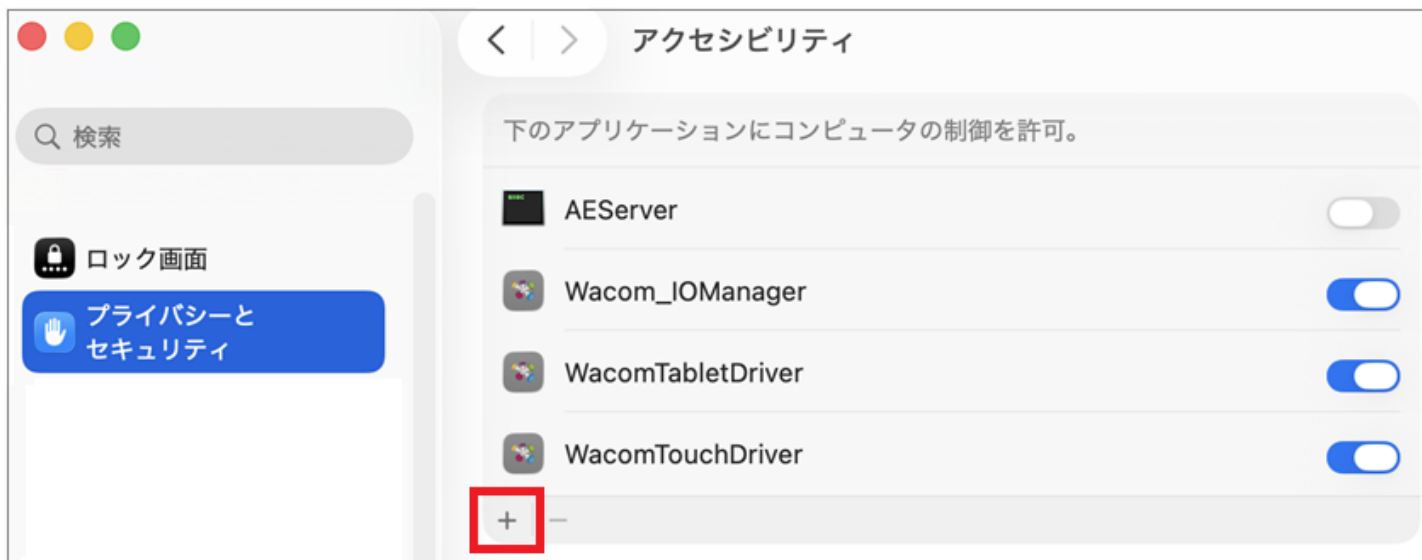 アクセシビリティ
検索
下のアプリケーションにコンピュータの制御を許可。
AEServer
ロック画面
Wacom_IOManager
プライバシーと
セキュリティ
WacomTabletDriver
WacomTouchDriver